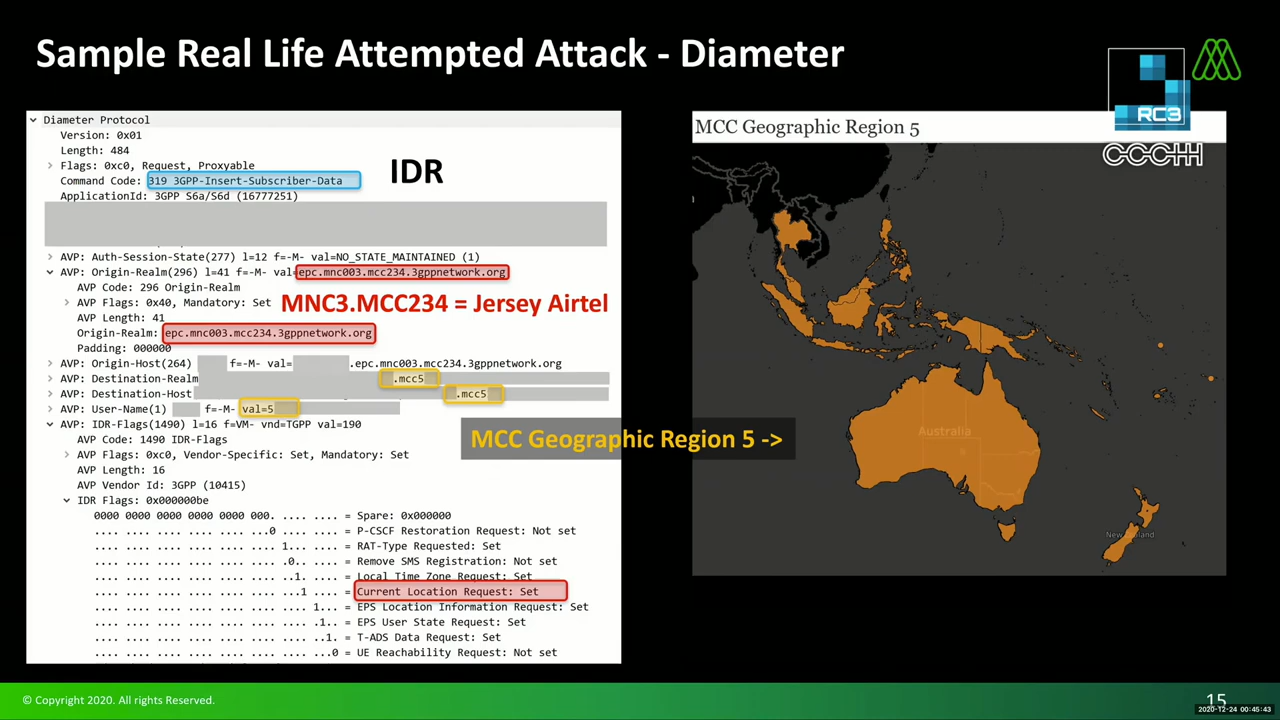 Sample Real Life Attempted Attack - Diameter
RC3
CCCHH
Diameter Protocol
Version: 0x01
Length: 484
Flags: 0xc0, Request, Proxyable
Command Code: 319 3GPP-Insert-Subscriber-Data
IDR
ApplicationId: 3GPP S6a/S6d (16777251)
AVP: Auth-Session-State(277) l=12 f=-M- val=NO_STATE_MAINTAINED (1)
AVP: Origin-Realm(296) l=41 f=-M- val=epc.mnc003.mcc234.3gppnetwork.org
AVP Code: 296 Origin-Realm
AVP Flags: 0x40, Mandatory: Set
MNC3.MCC234 = Jersey Airtel
AVP Length: 41
Origin-Realm: epc.mnc003.mcc234.3gppnetwork.org
Padding: 000000
AVP: Origin-Host(264) f=-M- val= .epc.mnc003.mcc234.3gppnetwork.org
AVP: Destination-Realm .mcc5
AVP: Destination-Host .mcc5
AVP: User-Name(1) f=-M- val=5
AVP: IDR-Flags(1490) l=16 f=VM- vnd=TGPP val=190
AVP Code: 1490 IDR-Flags
AVP Flags: 0xc0, Vendor-Specific: Set, Mandatory: Set
AVP Length: 16
AVP Vendor Id: 3GPP (10415)
IDR Flags: 0x000000be
0000 0000 0000 0000 0000 000. .... .... = Spare: 0x000000
.... .... .... .... .... ...0 .... .... = P-CSCF Restoration Request: Not set
.... .... .... .... .... .... 1... .... = RAT-Type Requested: Set
.... .... .... .... .... .... .0.. .... = Remove SMS Registration: Not set
.... .... .... .... .... .... ..1. .... = Local Time Zone Request: Set
.... .... .... .... .... .... ...1 .... = Current Location Request: Set
.... .... .... .... .... .... .... 1... = EPS Location Information Request: Set
.... .... .... .... .... .... .... .1.. = EPS User State Request: Set
.... .... .... .... .... .... .... ..1. = T-ADS Data Request: Set
.... .... .... .... .... .... .... ...0 = UE Reachability Request: Not set
MCC Geographic Region 5 ->
MCC Geographic Region 5
Australia
New Zealand
© Copyright 2020. All rights Reserved.
15
2020-12-24 00:45:43